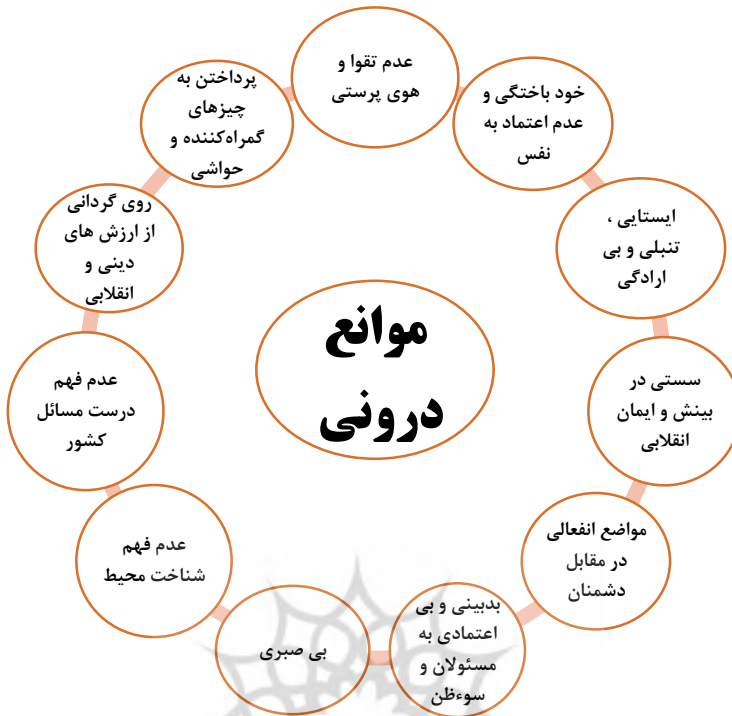 موانع
درونی
عدم تقوا و
هوی پرستی
خود باختگی و
عدم اعتماد به
نفس
ایستایی ،
تنبلی و بی
ارادگی
سستی در
بینش و ایمان
انقلابی
مواضع انفعالی
در مقابل
دشمنان
بدبینی و بی
اعتمادی به
مسئولان و
سوءظن
بی صبری
عدم فهم
شناخت محیط
عدم فهم
درست مسائل
کشور
روی گردانی
از ارزش های
دینی و
انقلابی
پرداختن به
چیزهای
گمراه‌کننده و
حواشی